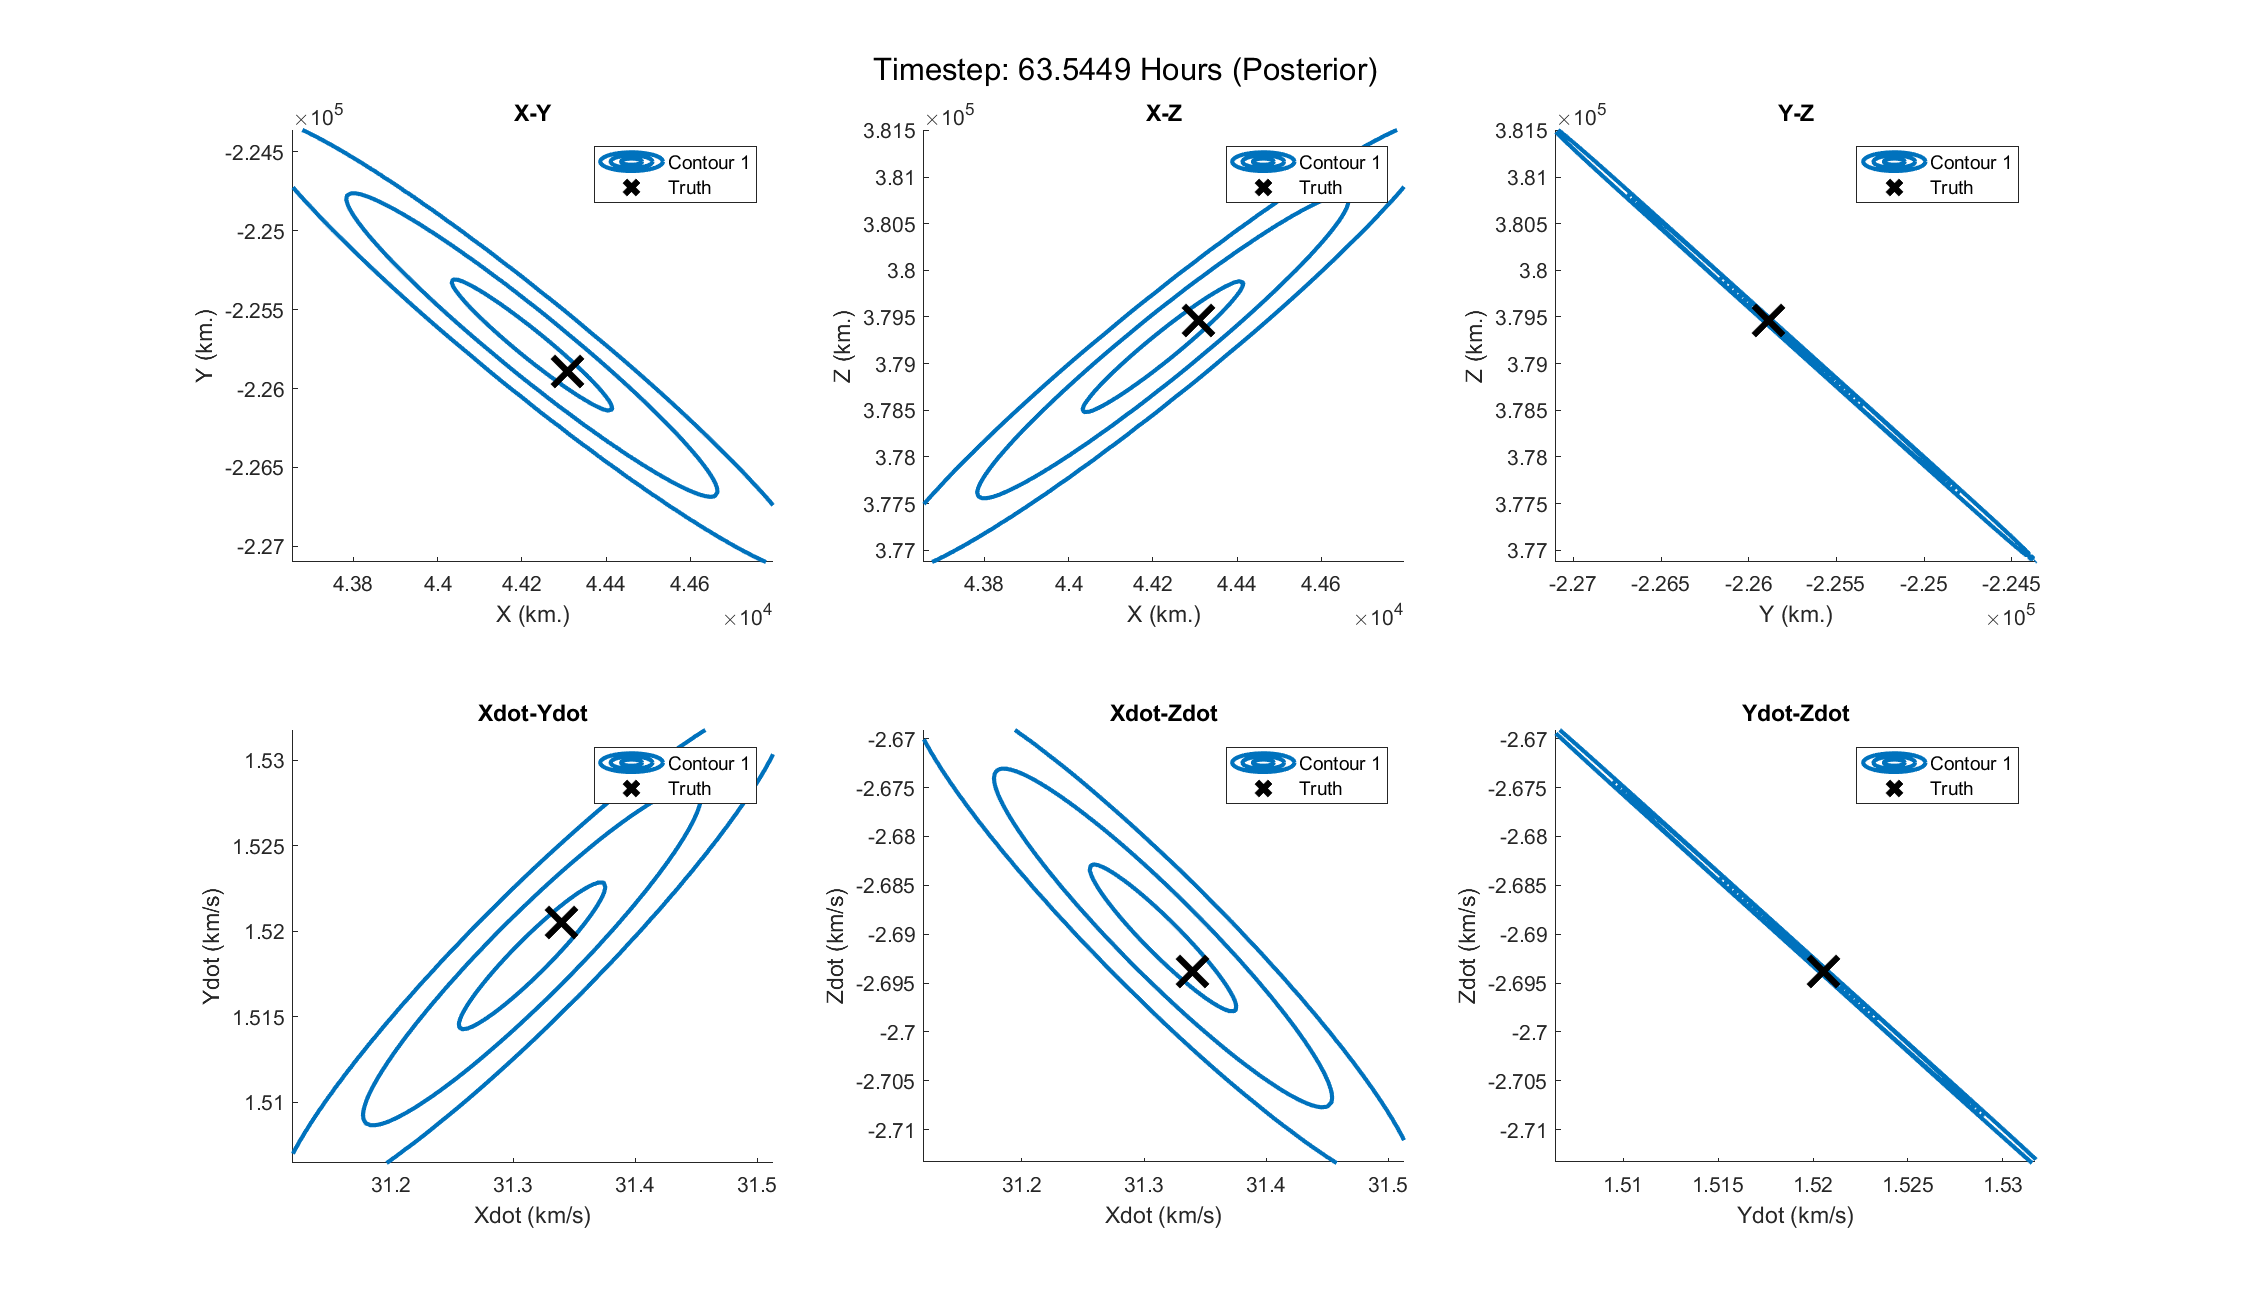 Timestep: 63.5449 Hours (Posterior)
X-Y
×10^5
-2.245
-2.25
-2.255
-2.26
-2.265
-2.27
Y (km.)
4.38 4.4 4.42 4.44 4.46
X (km.)
×10^4
Contour 1
Truth
X-Z
×10^5
3.815
3.81
3.805
3.8
3.795
3.79
3.785
3.78
3.775
3.77
Z (km.)
4.38 4.4 4.42 4.44 4.46
X (km.)
×10^4
Contour 1
Truth
Y-Z
×10^5
3.815
3.81
3.805
3.8
3.795
3.79
3.785
3.78
3.775
3.77
Z (km.)
-2.27 -2.265 -2.26 -2.255 -2.25 -2.245
Y (km.)
×10^5
Contour 1
Truth
Xdot-Ydot
1.53
1.525
1.52
1.515
1.51
Ydot (km/s)
31.2 31.3 31.4 31.5
Xdot (km/s)
Contour 1
Truth
Xdot-Zdot
-2.67
-2.675
-2.68
-2.685
-2.69
-2.695
-2.7
-2.705
-2.71
Zdot (km/s)
31.2 31.3 31.4 31.5
Xdot (km/s)
Contour 1
Truth
Ydot-Zdot
-2.67
-2.675
-2.68
-2.685
-2.69
-2.695
-2.7
-2.705
-2.71
Zdot (km/s)
1.51 1.515 1.52 1.525 1.53
Ydot (km/s)
Contour 1
Truth